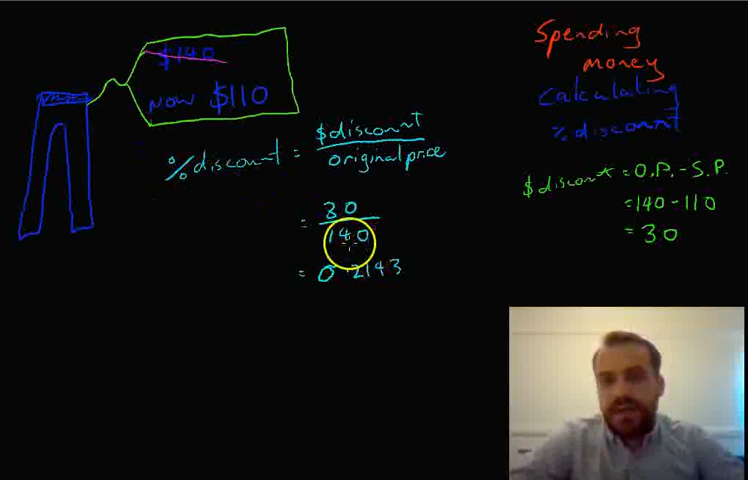 $140
now $110
% discount = $discount / original price
= 30 / 140
= 0.2143
Spending
money
Calculating
% discount
$discount = O.P. - S.P.
= 140 - 110
= 30